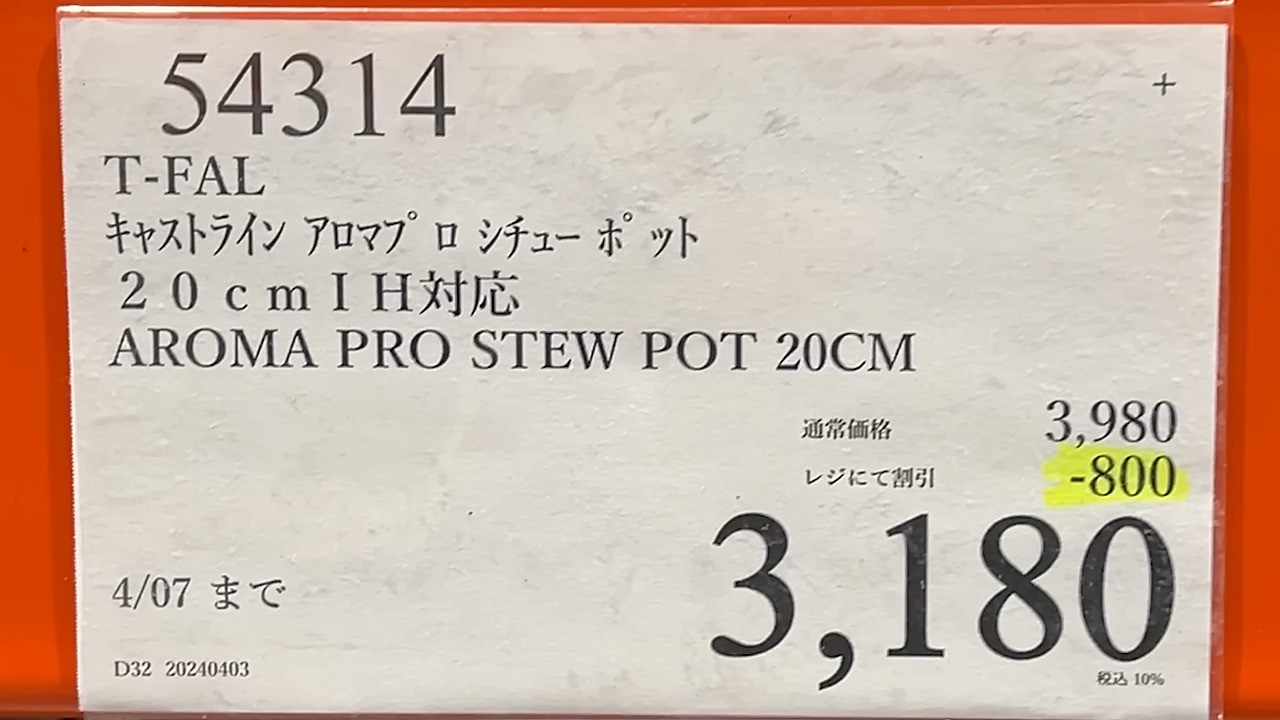 54314
+
T-FAL
キャストライン アロマプロ シチューポット
20cmIH対応
AROMA PRO STEW POT 20CM
通常価格 3,980
レジにて割引 -800
3,180
4/07 まで
D32 20240403
税込 10%